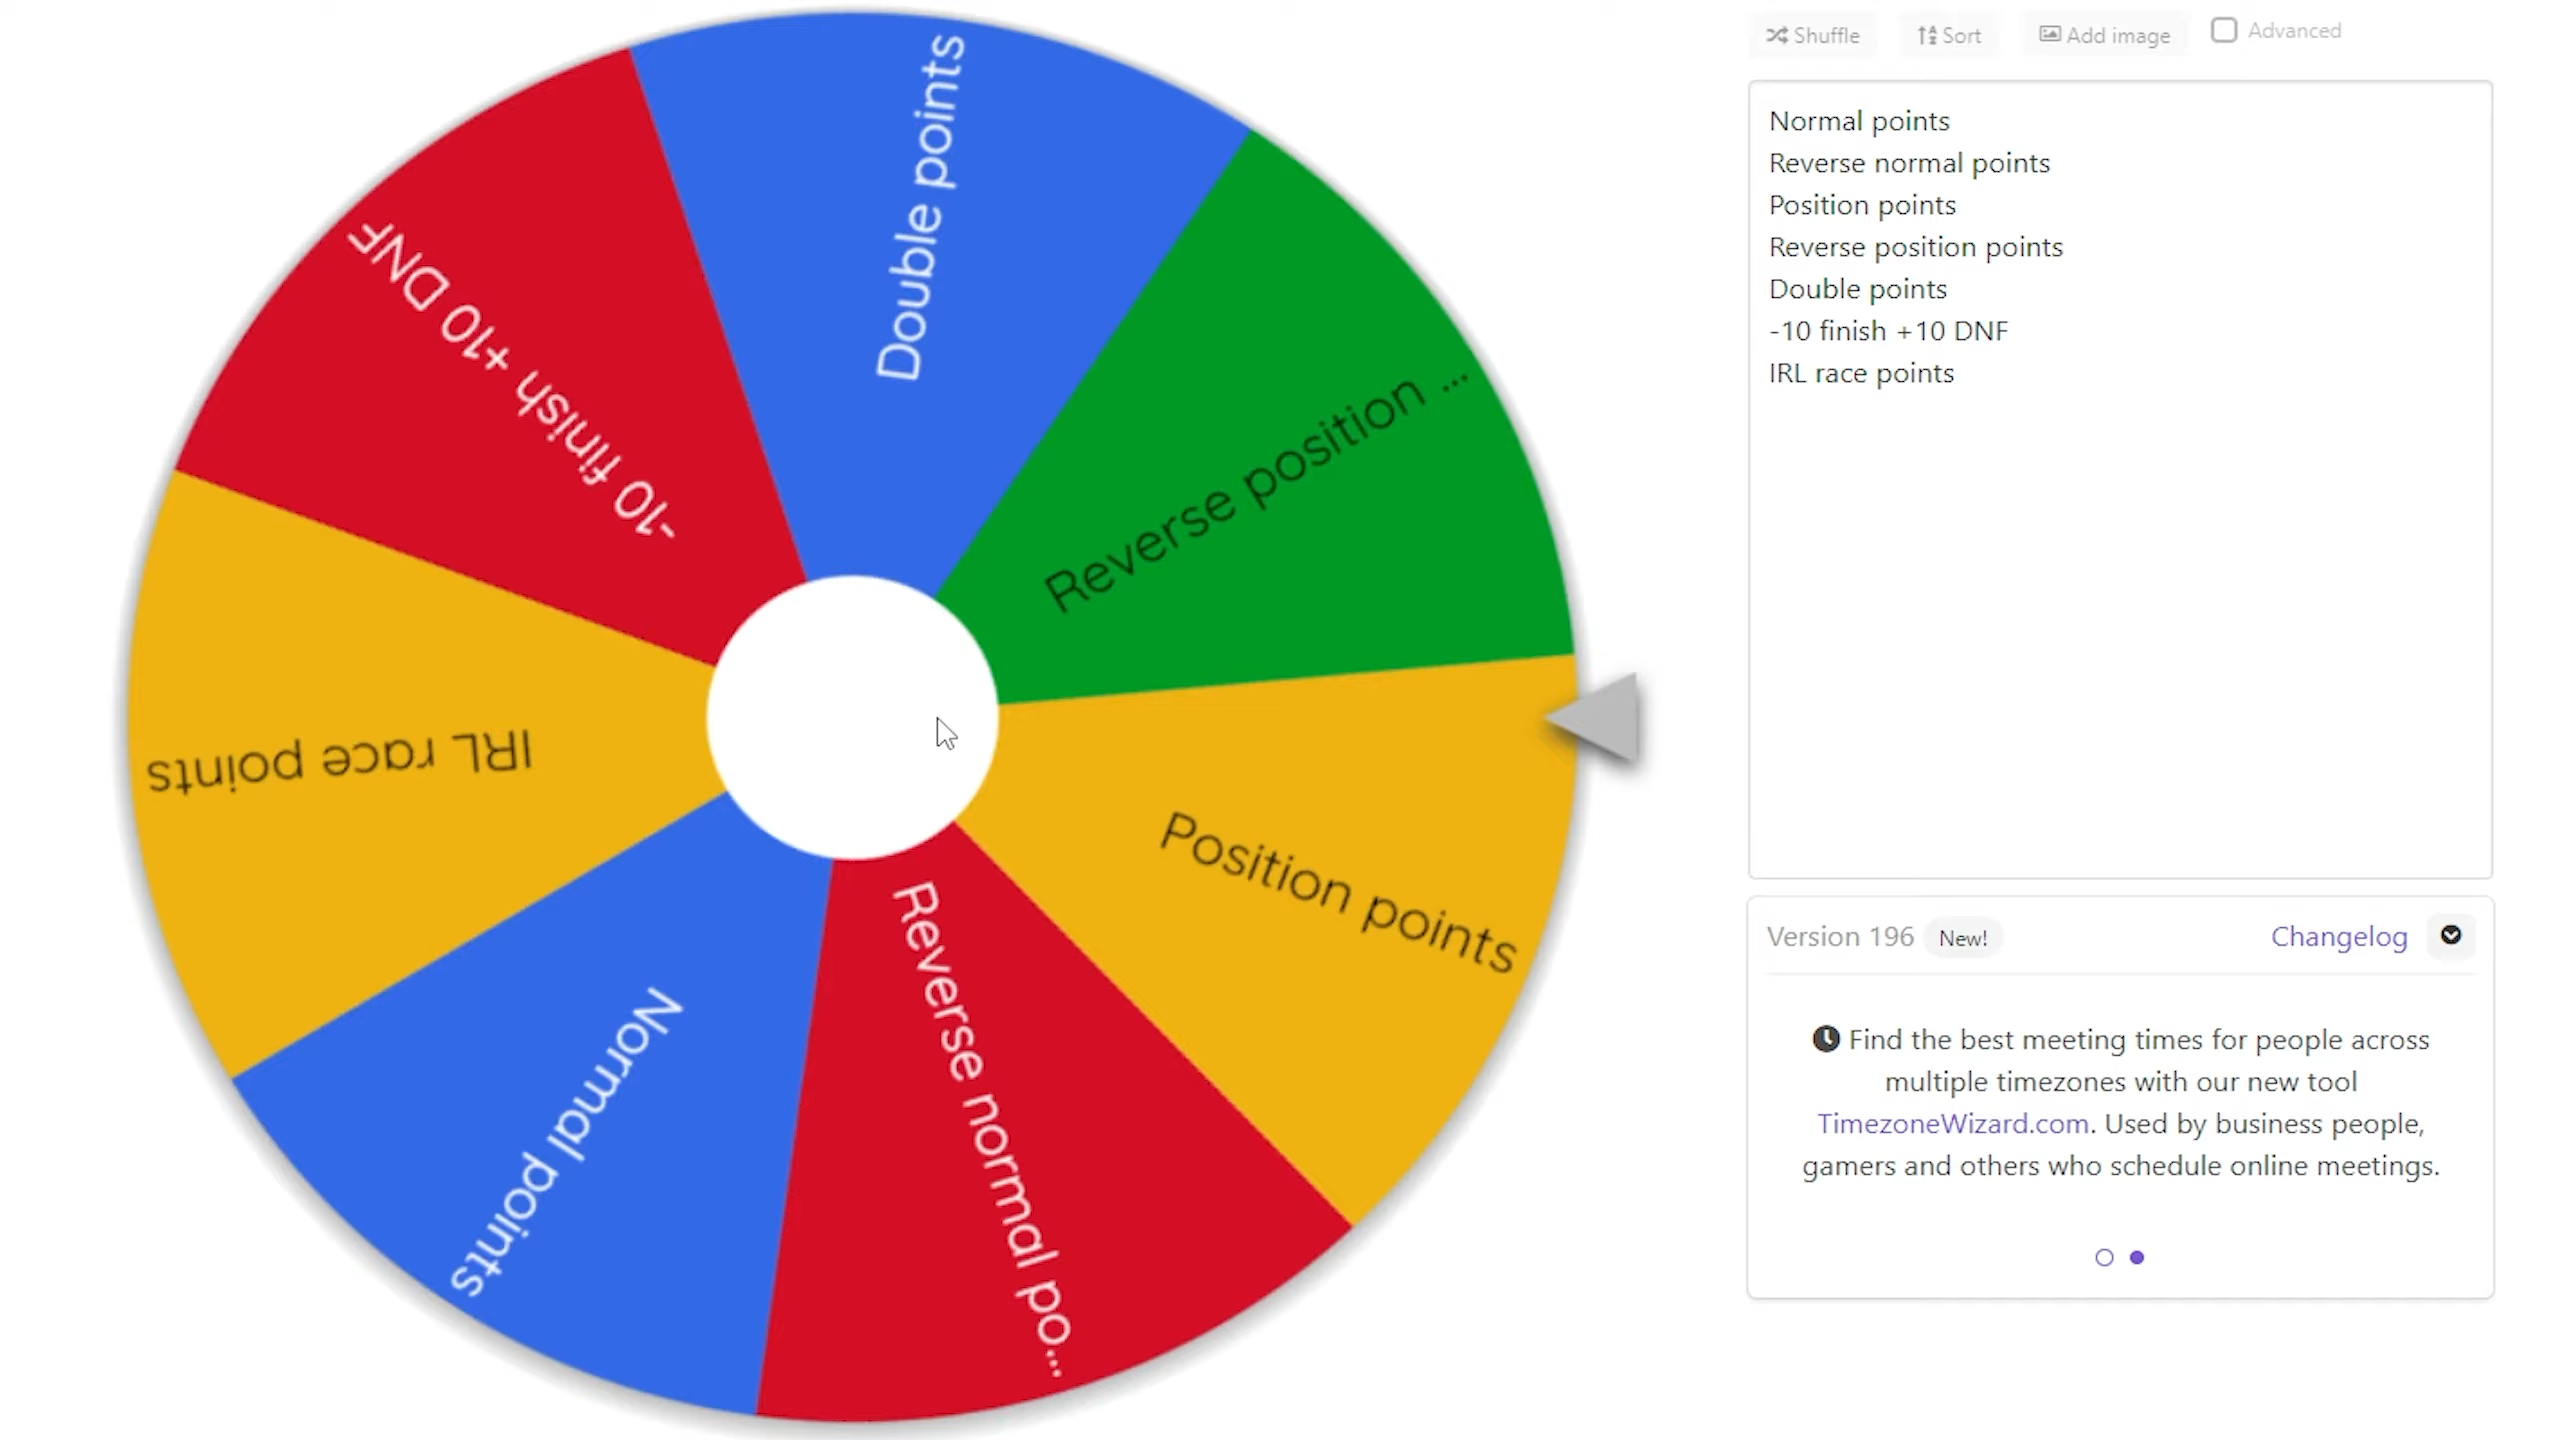 Double points
Reverse position ...
Position points
Reverse normal po...
Normal points
IRL race points
-10 finish +10 DNF
Shuffle
Sort
Add image
Advanced
Normal points
Reverse normal points
Position points
Reverse position points
Double points
-10 finish +10 DNF
IRL race points
Version 196 New! Changelog
Find the best meeting times for people across
multiple timezones with our new tool
TimezoneWizard.com. Used by business people,
gamers and others who schedule online meetings.